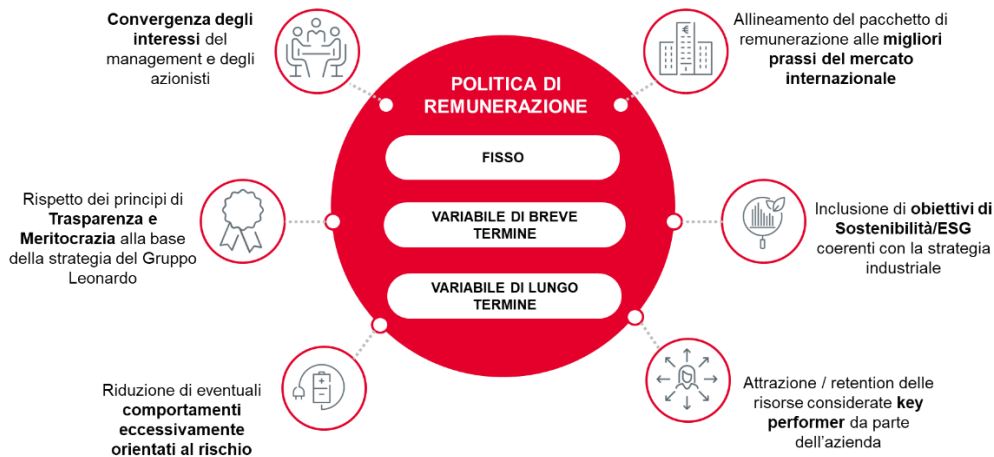 Convergenza degli
interessi del
management e degli
azionisti
Rispetto dei principi di
Trasparenza e
Meritocrazia alla base
della strategia del Gruppo
Leonardo
Riduzione di eventuali
comportamenti
eccessivamente
orientati al rischio
POLITICA DI
REMUNERAZIONE
FISSO
VARIABILE DI BREVE
TERMINE
VARIABILE DI LUNGO
TERMINE
€
Allineamento del pacchetto di
remunerazione alle migliori
prassi del mercato
internazionale
Inclusione di obiettivi di
Sostenibilità/ESG
coerenti con la strategia
industriale
Attrazione / retention delle
risorse considerate key
performer da parte
dell'azienda